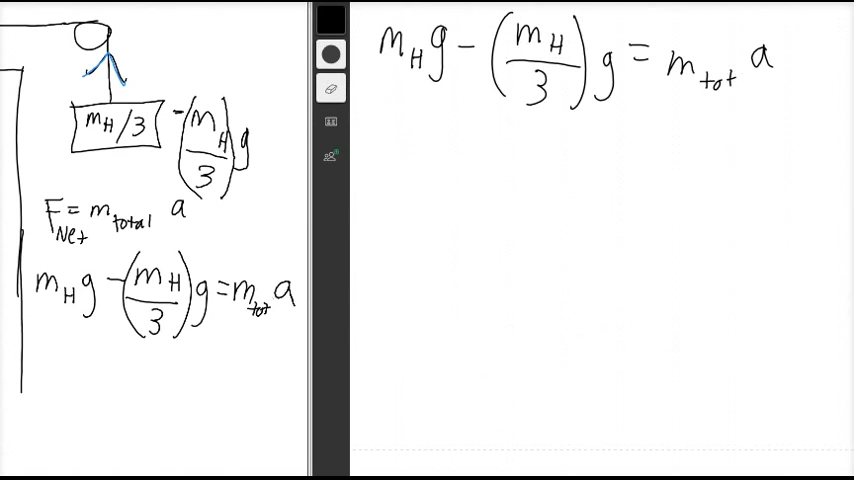 m_H/3 -(m_H/3)g
F_Net = m_total a
m_H g - (m_H/3)g = m_tot a
m_H g - (m_H/3)g = m_tot a